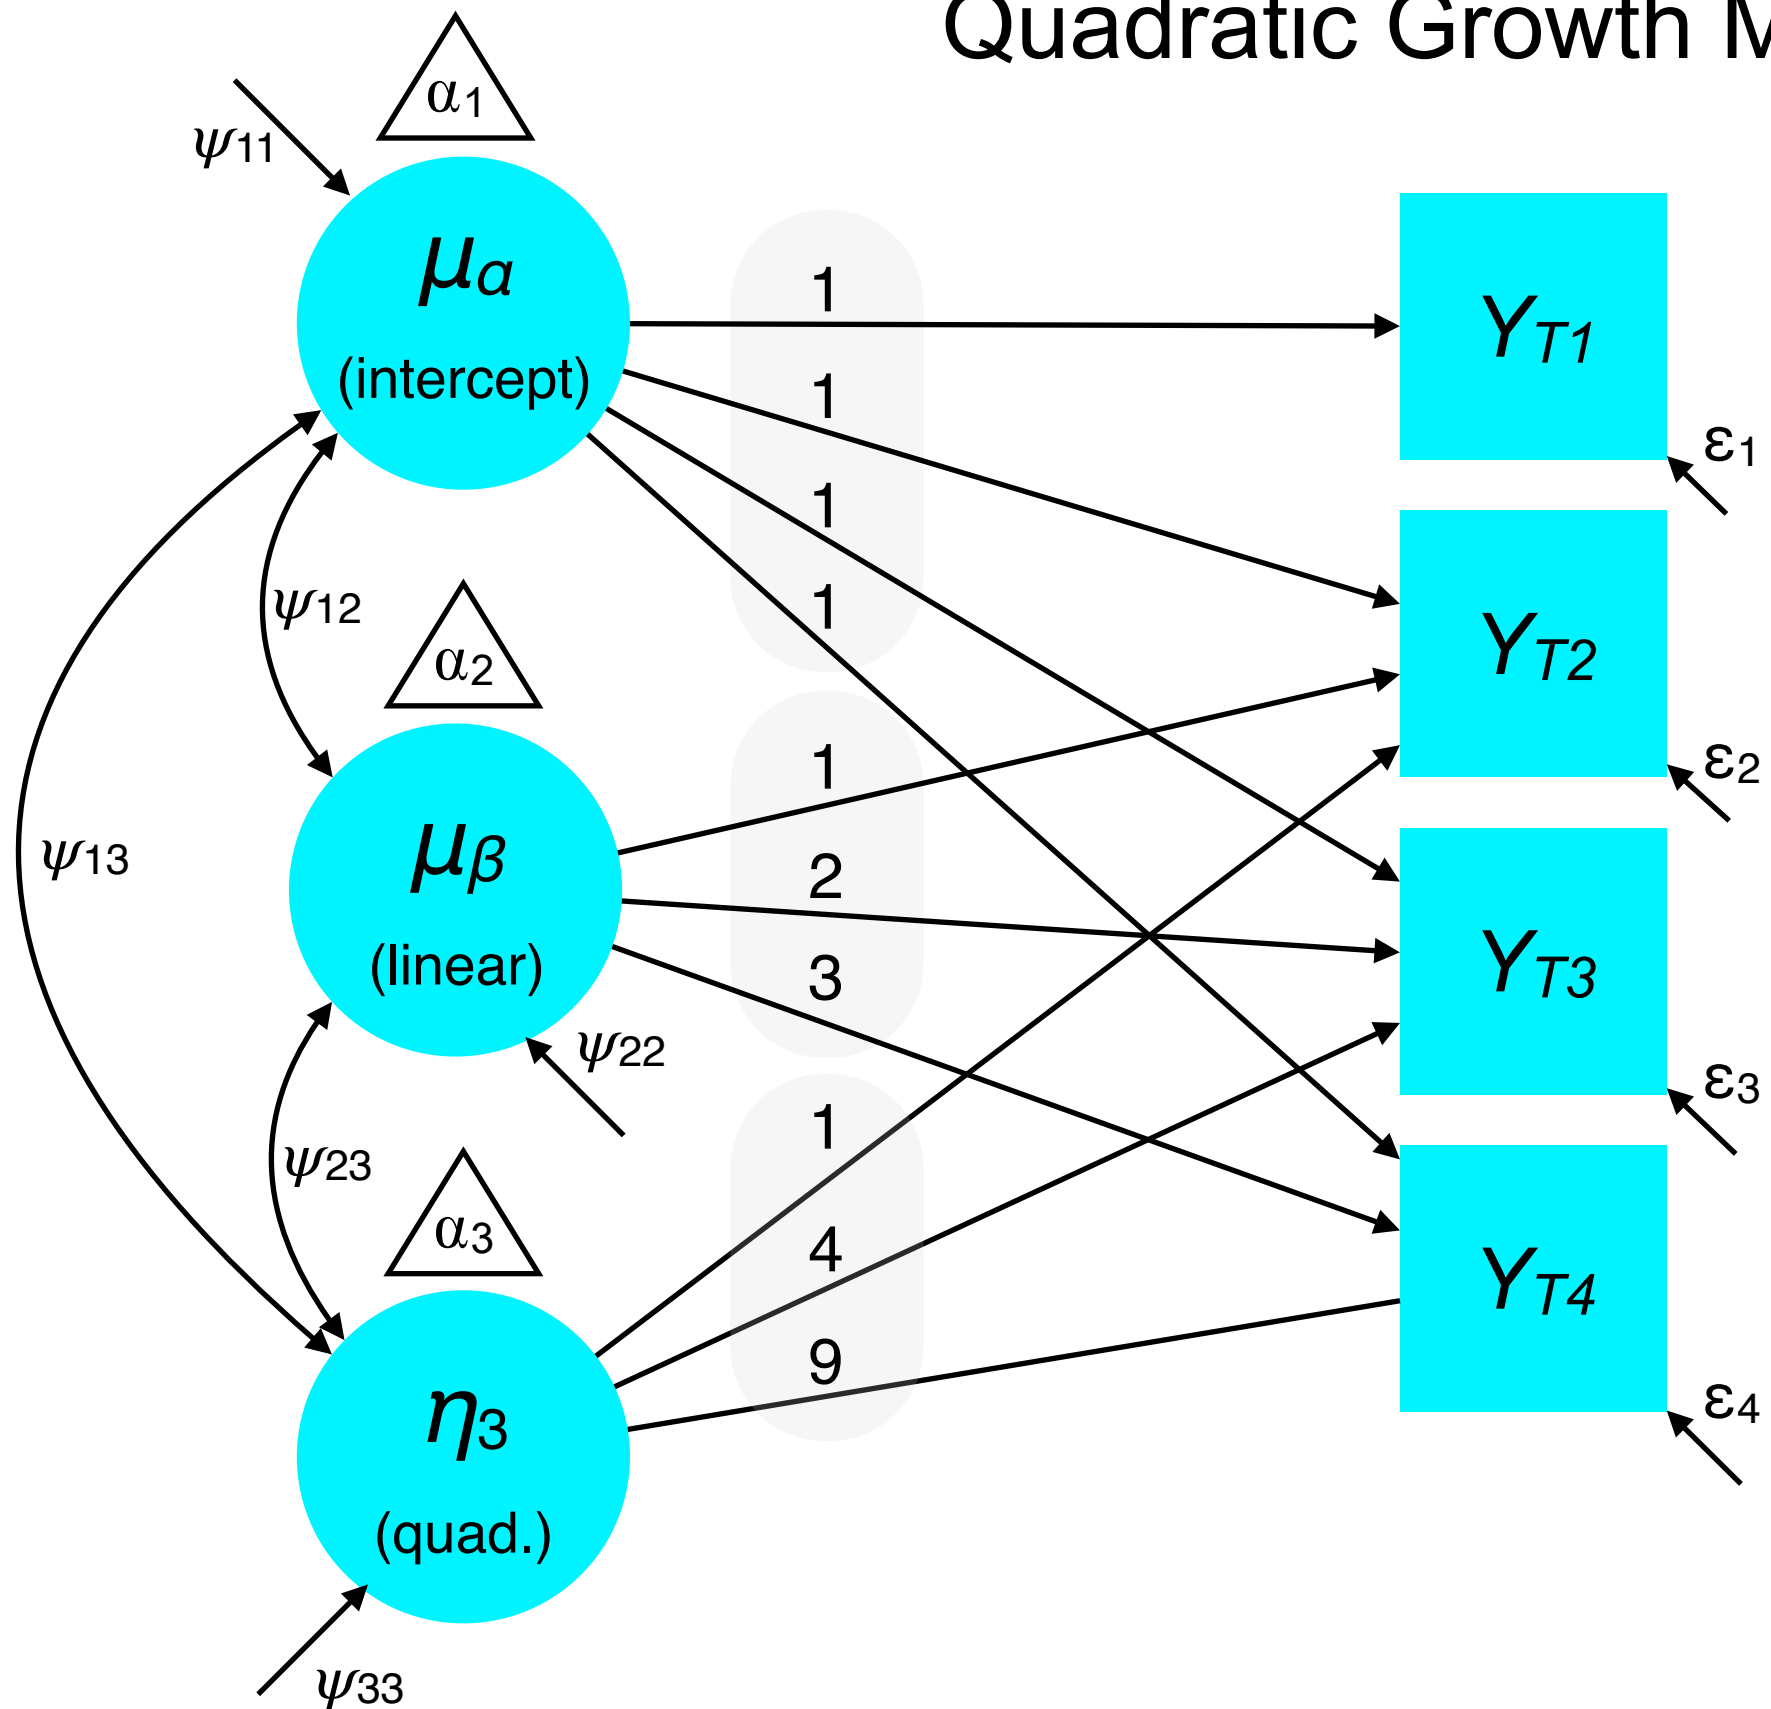 Quadratic Growth M
α1
ψ11
μα
(intercept)
1
1
1
1
YT1
ε1
ψ12
α2
YT2
ε2
μβ
(linear)
1
2
3
ψ13
ψ22
YT3
ε3
ψ23
α3
1
4
9
YT4
ε4
η3
(quad.)
ψ33